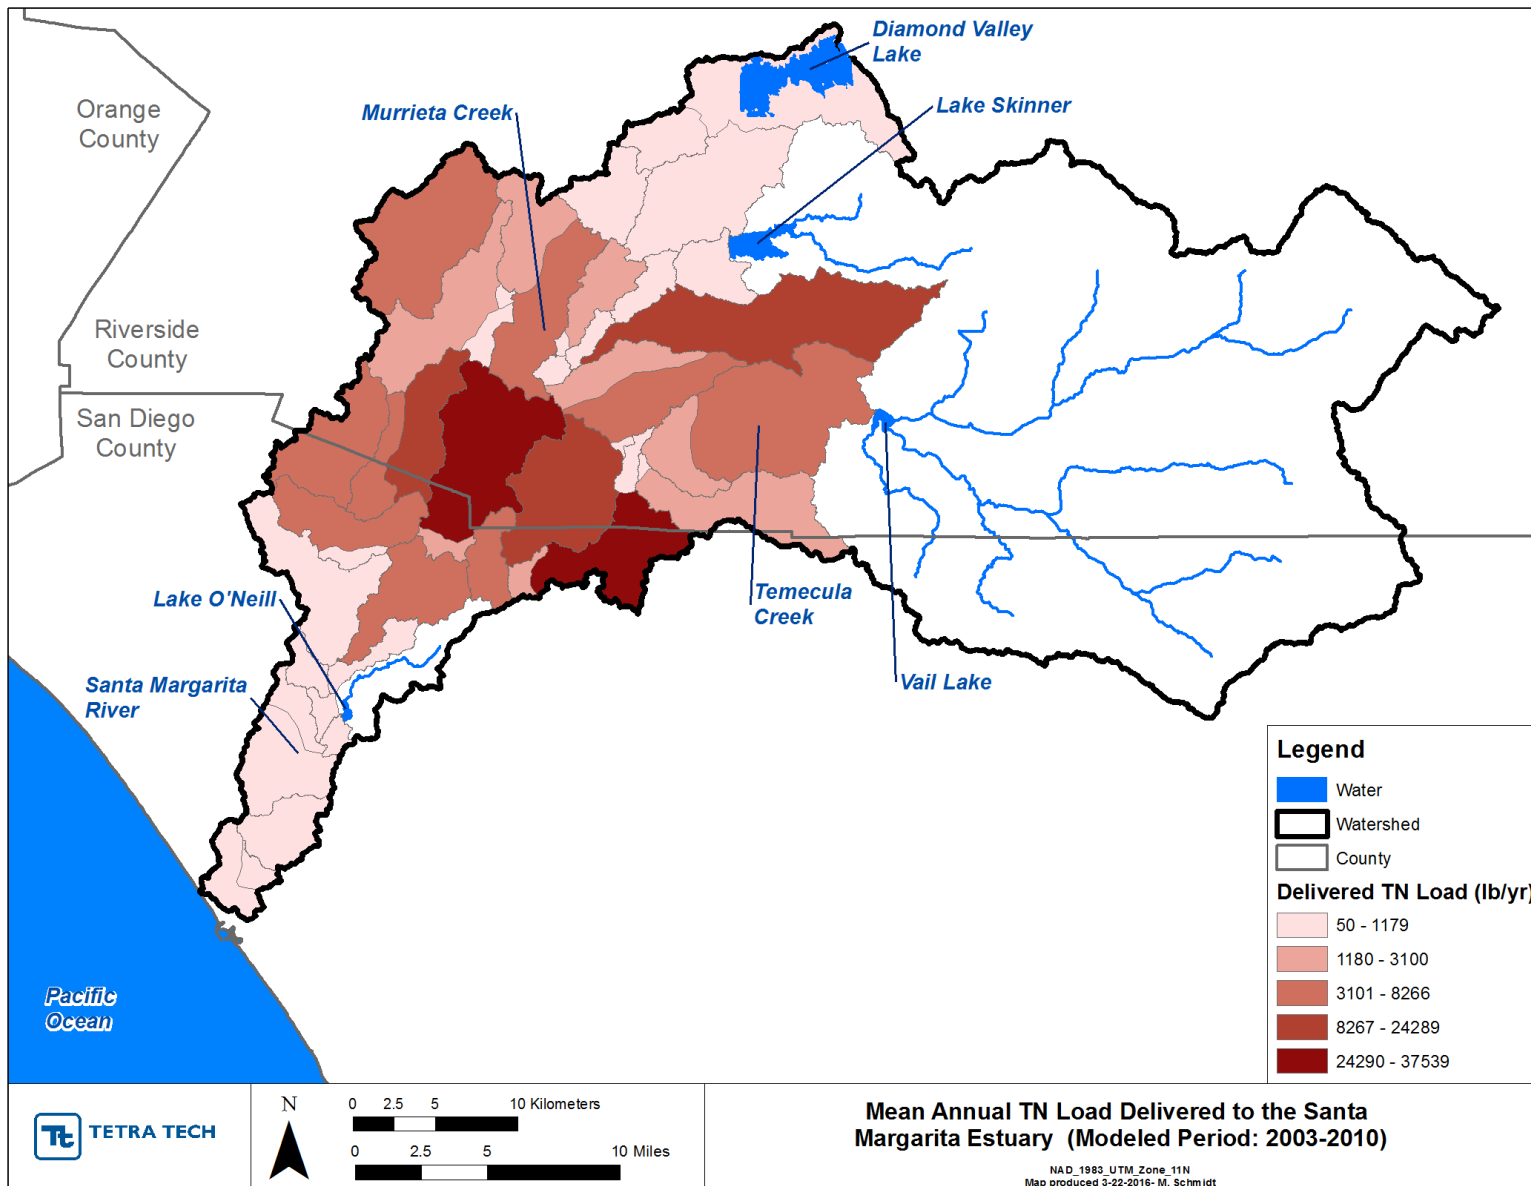 Diamond Valley
Lake
Lake Skinner
Murrieta Creek
Orange
County
Riverside
County
San Diego
County
Lake O'Neill
Temecula
Creek
Santa Margarita
River
Vail Lake
Pacific
Ocean
Legend
Water
Watershed
County
Delivered TN Load (lb/yr)
50 - 1179
1180 - 3100
3101 - 8266
8267 - 24289
24290 - 37539
Tt TETRA TECH
N
0 2.5 5 10 Kilometers
0 2.5 5 10 Miles
Mean Annual TN Load Delivered to the Santa
Margarita Estuary (Modeled Period: 2003-2010)
NAD_1983_UTM_Zone_11N
Map produced 3-22-2016- M. Schmidt